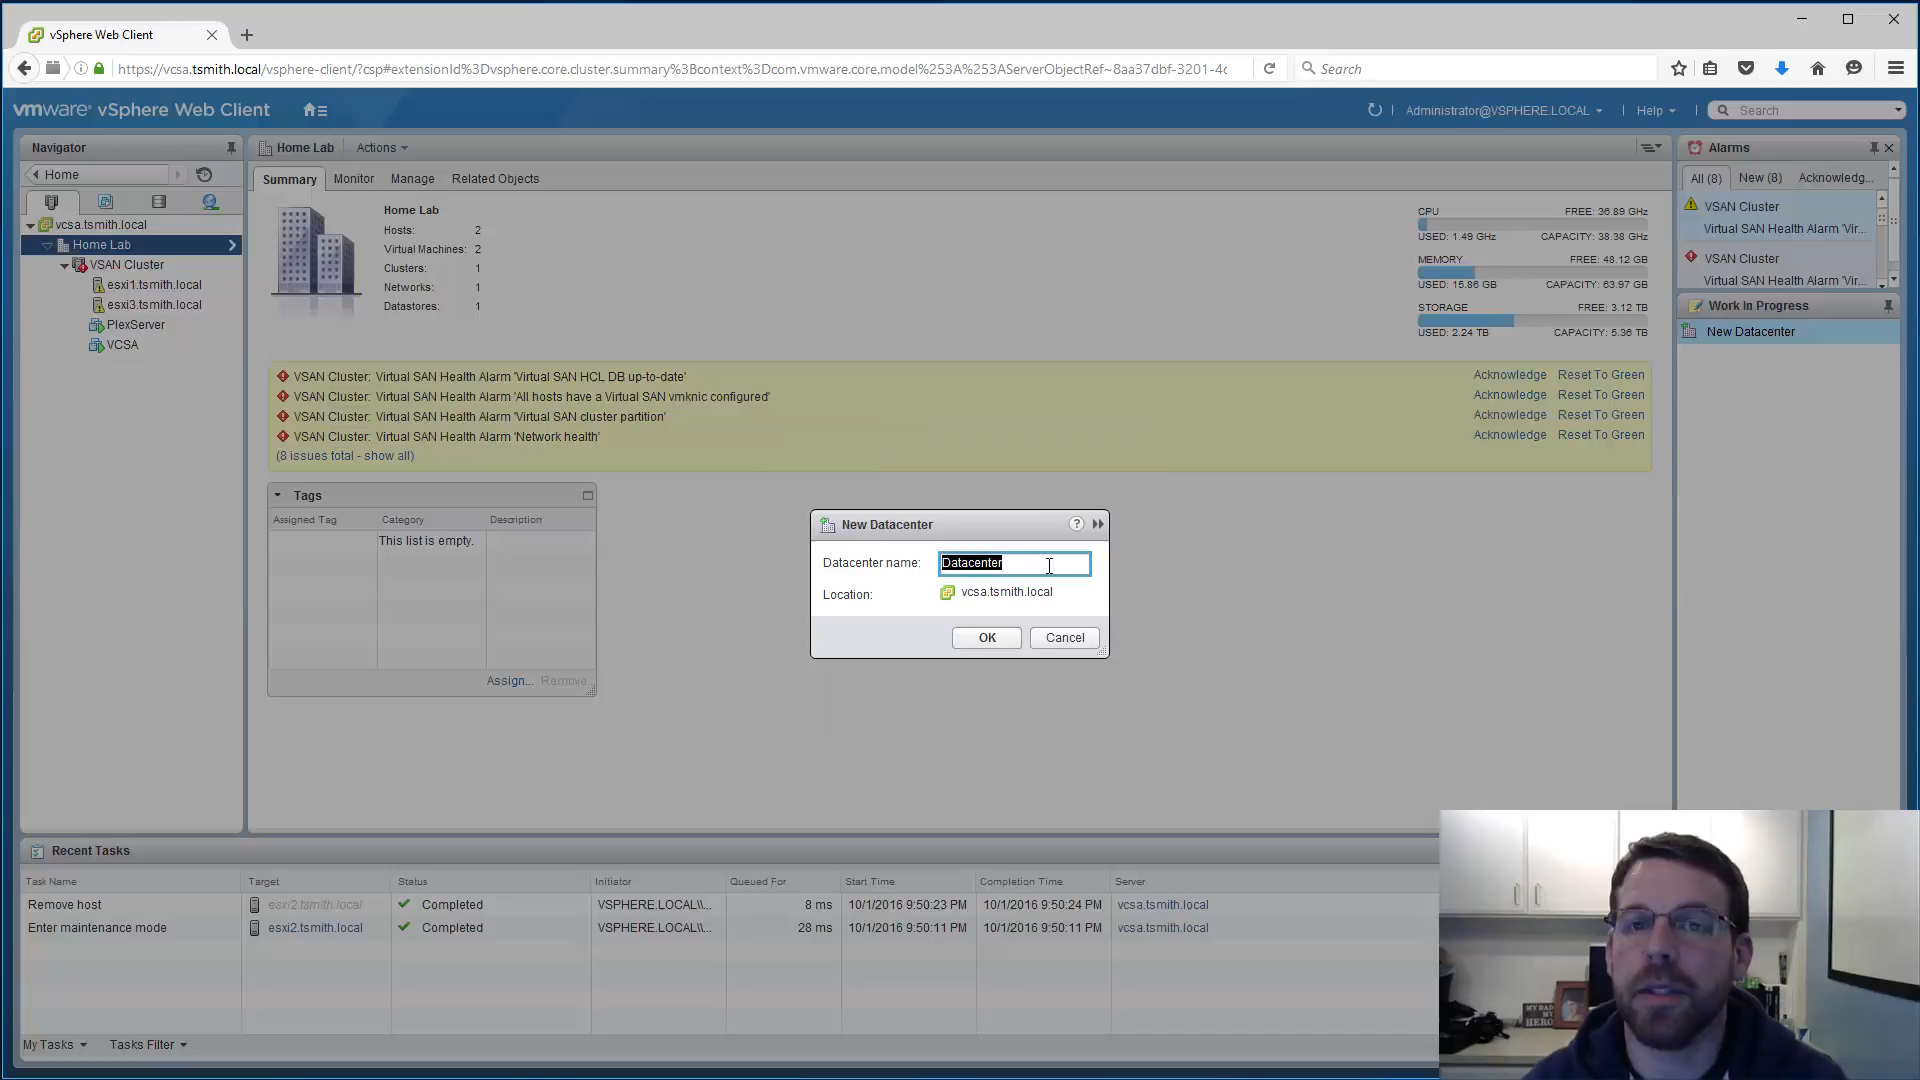 vSphere Web Client
https://vcsa.tsmith.local/vsphere-client/?csp#extensionId%3Dvsphere.core.cluster.summary%3Bcontext%3Dcom.vmware.core.model%253A%253AServerObjectRef~8aa37dbf-3201-4c
Search
vmware® vSphere Web Client
Administrator@VSPHERE.LOCAL
Help
Search
Navigator
Home
vcsa.tsmith.local
Home Lab
VSAN Cluster
esxi1.tsmith.local
esxi3.tsmith.local
PlexServer
VCSA
Home Lab Actions
Summary Monitor Manage Related Objects
Home Lab
Hosts: 2
Virtual Machines: 2
Clusters: 1
Networks: 1
Datastores: 1
CPU FREE: 36.89 GHz
USED: 1.49 GHz CAPACITY: 38.38 GHz
MEMORY FREE: 48.12 GB
USED: 15.86 GB CAPACITY: 63.97 GB
STORAGE FREE: 3.12 TB
USED: 2.24 TB CAPACITY: 5.36 TB
VSAN Cluster: Virtual SAN Health Alarm 'Virtual SAN HCL DB up-to-date' Acknowledge Reset To Green
VSAN Cluster: Virtual SAN Health Alarm 'All hosts have a Virtual SAN vmknic configured' Acknowledge Reset To Green
VSAN Cluster: Virtual SAN Health Alarm 'Virtual SAN cluster partition' Acknowledge Reset To Green
VSAN Cluster: Virtual SAN Health Alarm 'Network health' Acknowledge Reset To Green
(8 issues total - show all)
Tags
Assigned Tag Category Description
This list is empty.
Assign... Remove
New Datacenter ?
Datacenter name: Datacenter
Location: vcsa.tsmith.local
OK Cancel
Alarms
All (8) New (8) Acknowledg...
VSAN Cluster
Virtual SAN Health Alarm 'Vir...
VSAN Cluster
Virtual SAN Health Alarm 'Vir...
Work In Progress
New Datacenter
Recent Tasks
Task Name Target Status Initiator Queued For Start Time Completion Time Server
Remove host esxi2.tsmith.local Completed VSPHERE.LOCAL\\... 8 ms 10/1/2016 9:50:23 PM 10/1/2016 9:50:24 PM vcsa.tsmith.local
Enter maintenance mode esxi2.tsmith.local Completed VSPHERE.LOCAL\\... 28 ms 10/1/2016 9:50:11 PM 10/1/2016 9:50:11 PM vcsa.tsmith.local
My Tasks Tasks Filter
MY DAD
MY
HERO